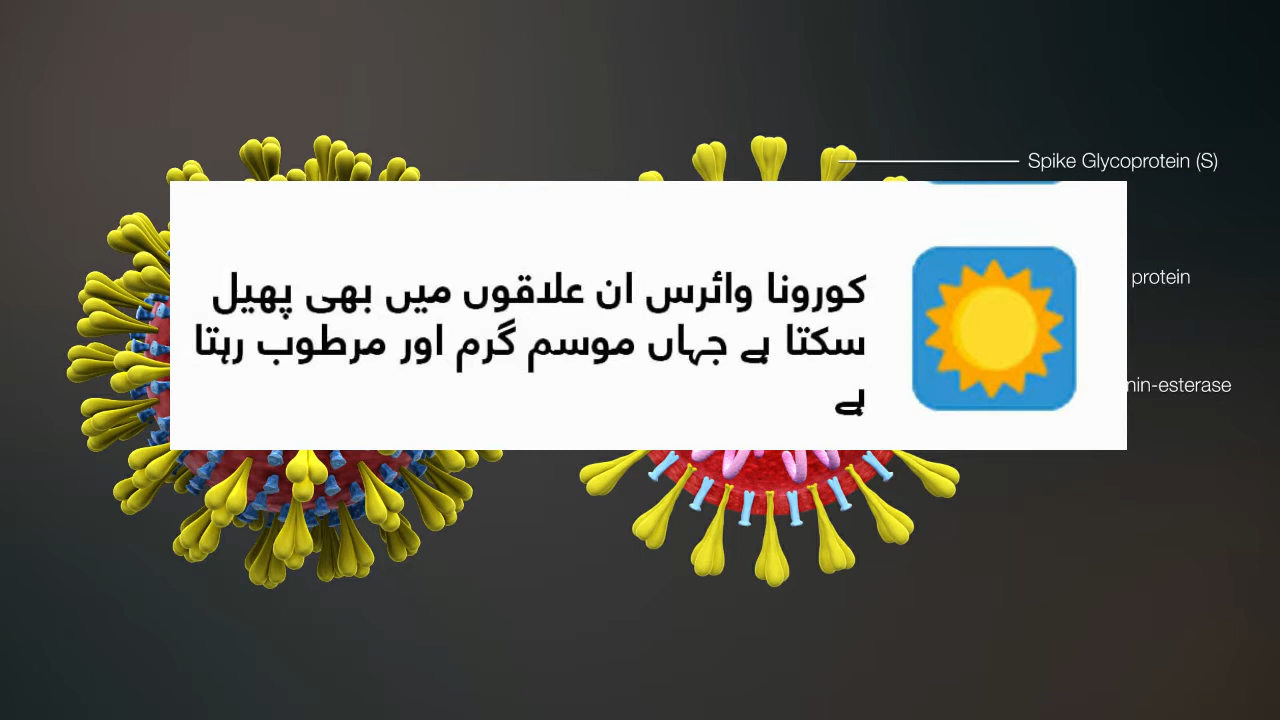 Spike Glycoprotein (S)
کورونا وائرس ان علاقوں میں بھی پھیل
سکتا ہے جہاں موسم گرم اور مرطوب رہتا
ہے
protein
nin-esterase